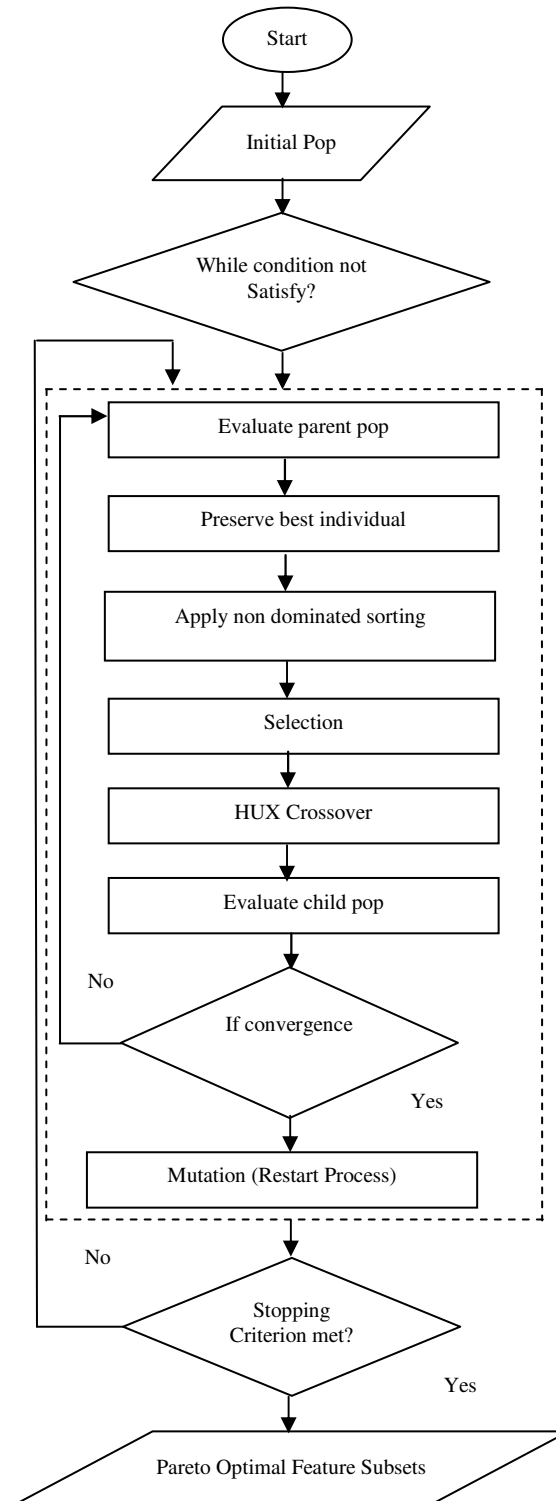 Start
Initial Pop
While condition not
Satisfy?
Evaluate parent pop
Preserve best individual
Apply non dominated sorting
Selection
HUX Crossover
Evaluate child pop
No
If convergence
Yes
Mutation (Restart Process)
No
Stopping
Criterion met?
Yes
Pareto Optimal Feature Subsets